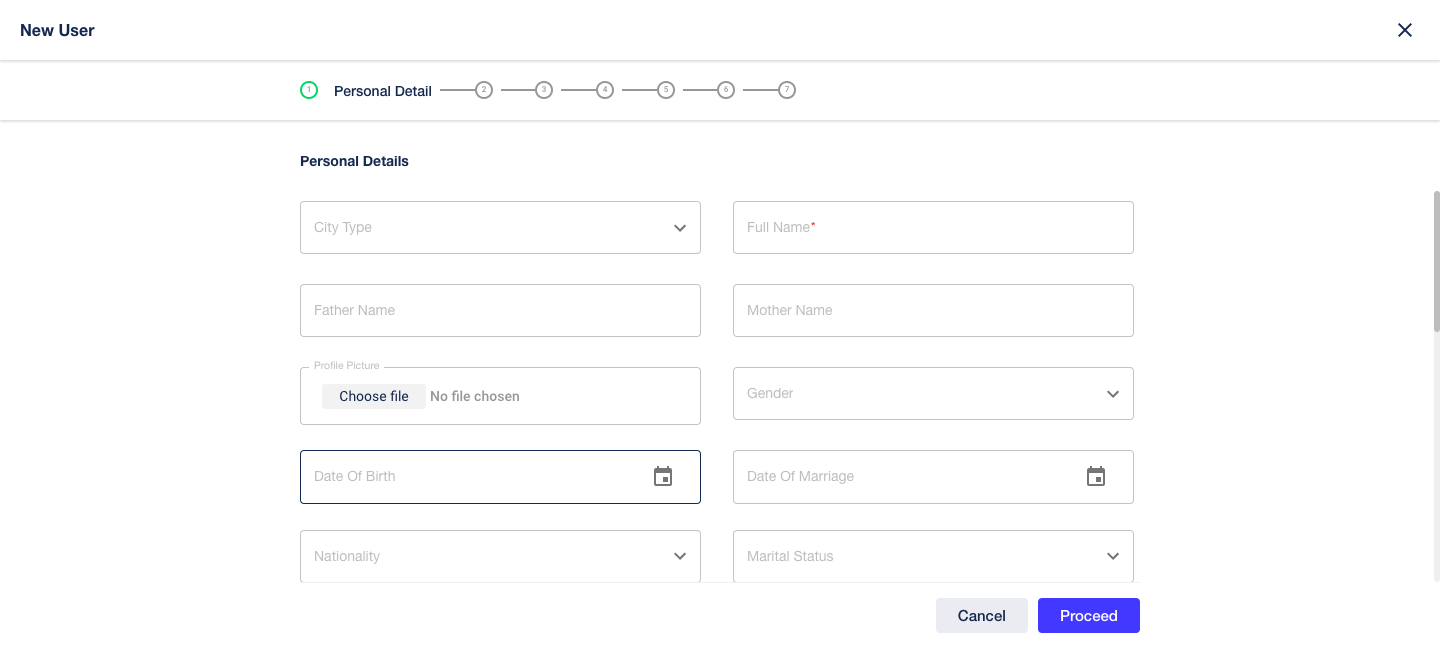 New User
1 Personal Detail 2 3 4 5 6 7
Personal Details
City Type
Full Name*
Father Name
Mother Name
Profile Picture
Choose file No file chosen
Gender
Date Of Birth
Date Of Marriage
Nationality
Marital Status
Cancel
Proceed